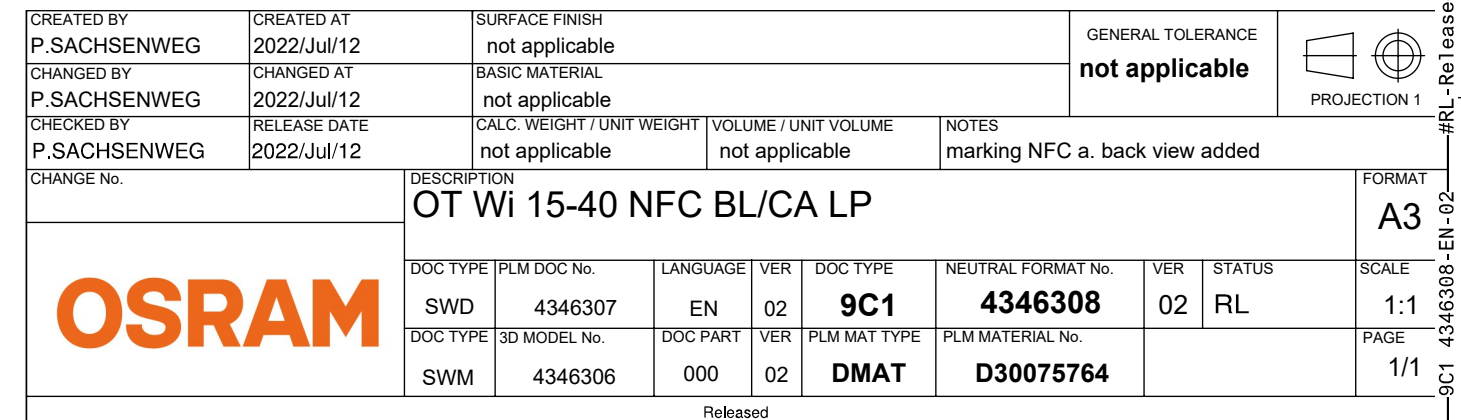 CREATED BY CREATED AT SURFACE FINISH
P.SACHSENWEG 2022/Jul/12 not applicable GENERAL TOLERANCE
not applicable
CHANGED BY CHANGED AT BASIC MATERIAL
P.SACHSENWEG 2022/Jul/12 not applicable PROJECTION 1
CHECKED BY RELEASE DATE CALC. WEIGHT / UNIT WEIGHT VOLUME / UNIT VOLUME NOTES
P.SACHSENWEG 2022/Jul/12 not applicable not applicable marking NFC a. back view added
CHANGE No. DESCRIPTION FORMAT
OT Wi 15-40 NFC BL/CA LP A3
OSRAM
DOC TYPE PLM DOC No. LANGUAGE VER DOC TYPE NEUTRAL FORMAT No. VER STATUS SCALE
SWD 4346307 EN 02 9C1 4346308 02 RL 1:1
DOC TYPE 3D MODEL No. DOC PART VER PLM MAT TYPE PLM MATERIAL No. PAGE
SWM 4346306 000 02 DMAT D30075764 1/1
Released
9C1 4346308-EN-02 #RL-Release